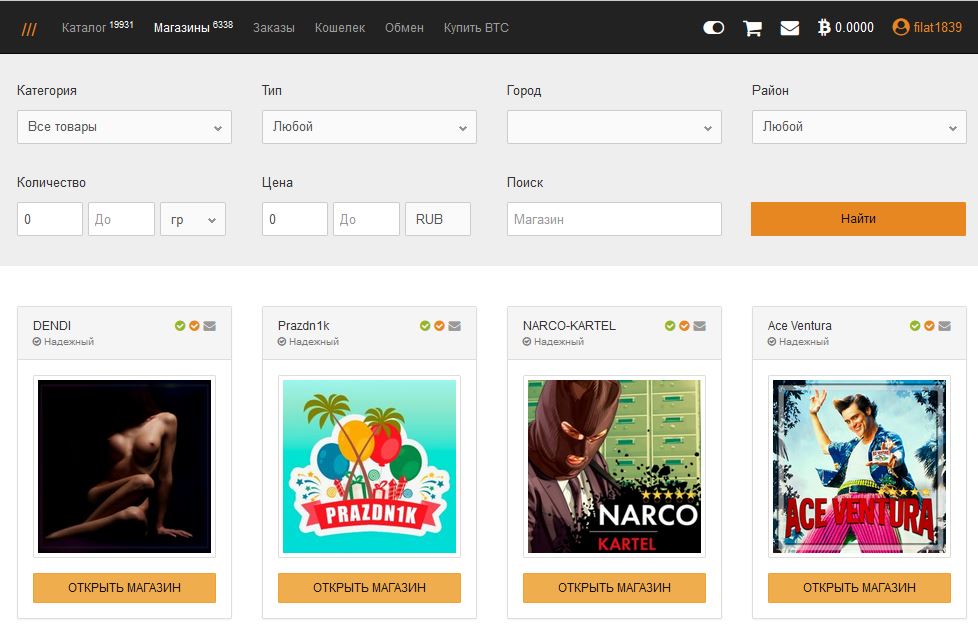 /// Каталог 19931 Магазины 6338 Заказы Кошелек Обмен Купить BTC 0.0000 filat1839
Категория Тип Город Район
Все товары Любой Любой
Количество Цена Поиск
0 До гр 0 До RUB Магазин Найти
DENDI Prazdn1k NARCO-KARTEL Ace Ventura
Надежный Надежный Надежный Надежный
PRAZDN1K
NARCO
KARTEL
ACE VENTURA
ОТКРЫТЬ МАГАЗИН ОТКРЫТЬ МАГАЗИН ОТКРЫТЬ МАГАЗИН ОТКРЫТЬ МАГАЗИН